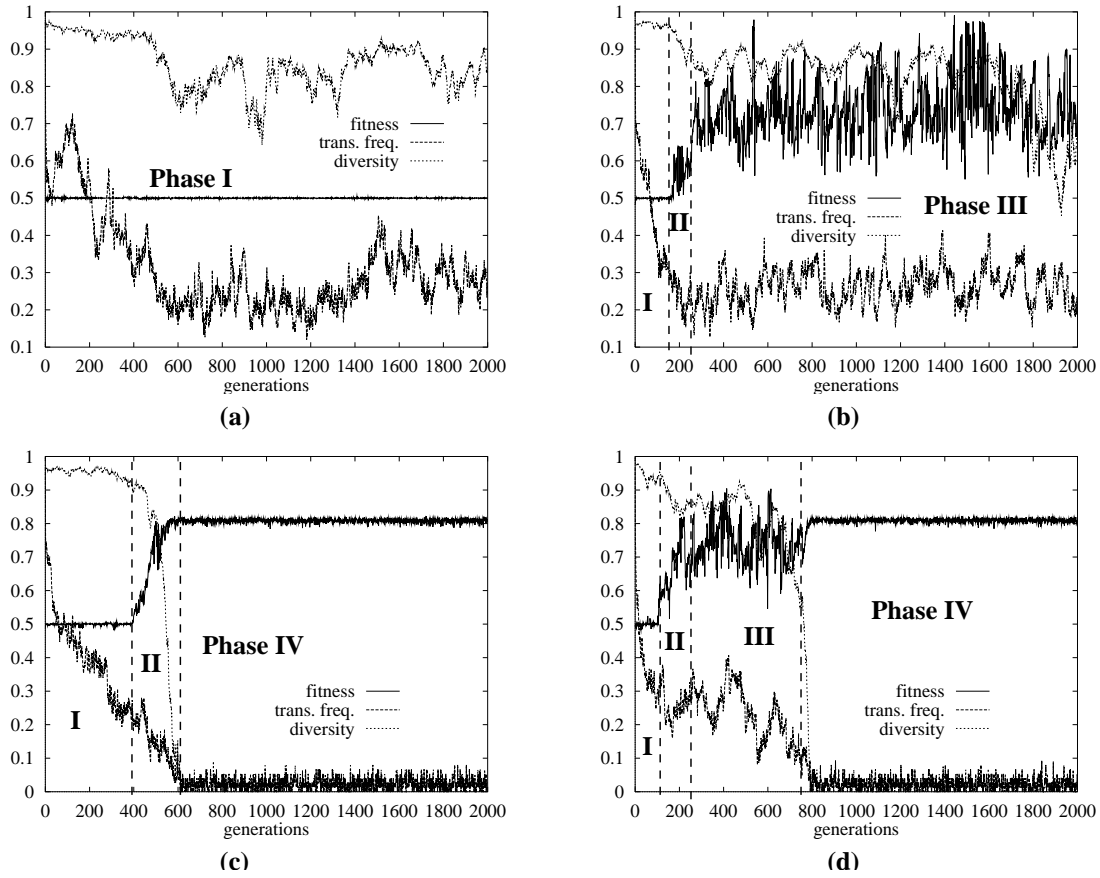 1
0.9
0.8
0.7
0.6
0.5
0.4
0.3
0.2
0.1
fitness
trans. freq.
diversity
Phase I
0 200 400 600 800 1000 1200 1400 1600 1800 2000
generations
(a)
1
0.9
0.8
0.7
0.6
0.5
0.4
0.3
0.2
0.1
II
I
fitness
trans. freq.
diversity
Phase III
0 200 400 600 800 1000 1200 1400 1600 1800 2000
generations
(b)
1
0.9
0.8
0.7
0.6
0.5
0.4
0.3
0.2
0.1
0
I
II
Phase IV
fitness
trans. freq.
diversity
0 200 400 600 800 1000 1200 1400 1600 1800 2000
generations
(c)
1
0.9
0.8
0.7
0.6
0.5
0.4
0.3
0.2
0.1
0
I
II
III
Phase IV
fitness
trans. freq.
diversity
0 200 400 600 800 1000 1200 1400 1600 1800 2000
generations
(d)